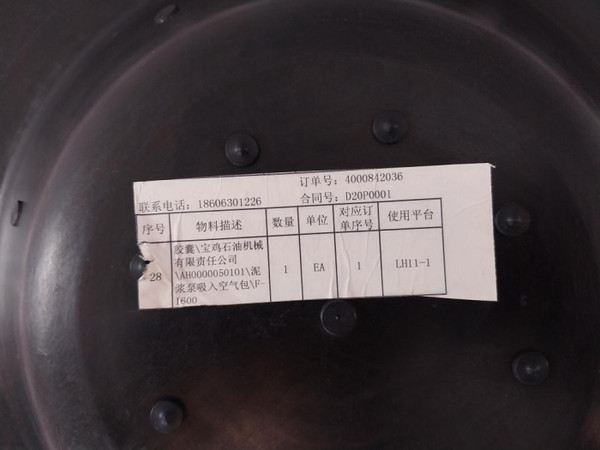 订单号：4000842036
联系电话：18606301226 合同号：D20P0001
序号 物料描述 数量 单位 对应订单序号 使用平台
28 胶囊\宝鸡石油机械有限责任公司\AH0000050101\泥浆泵吸入空气包\F-1600 1 EA 1 LH11-1